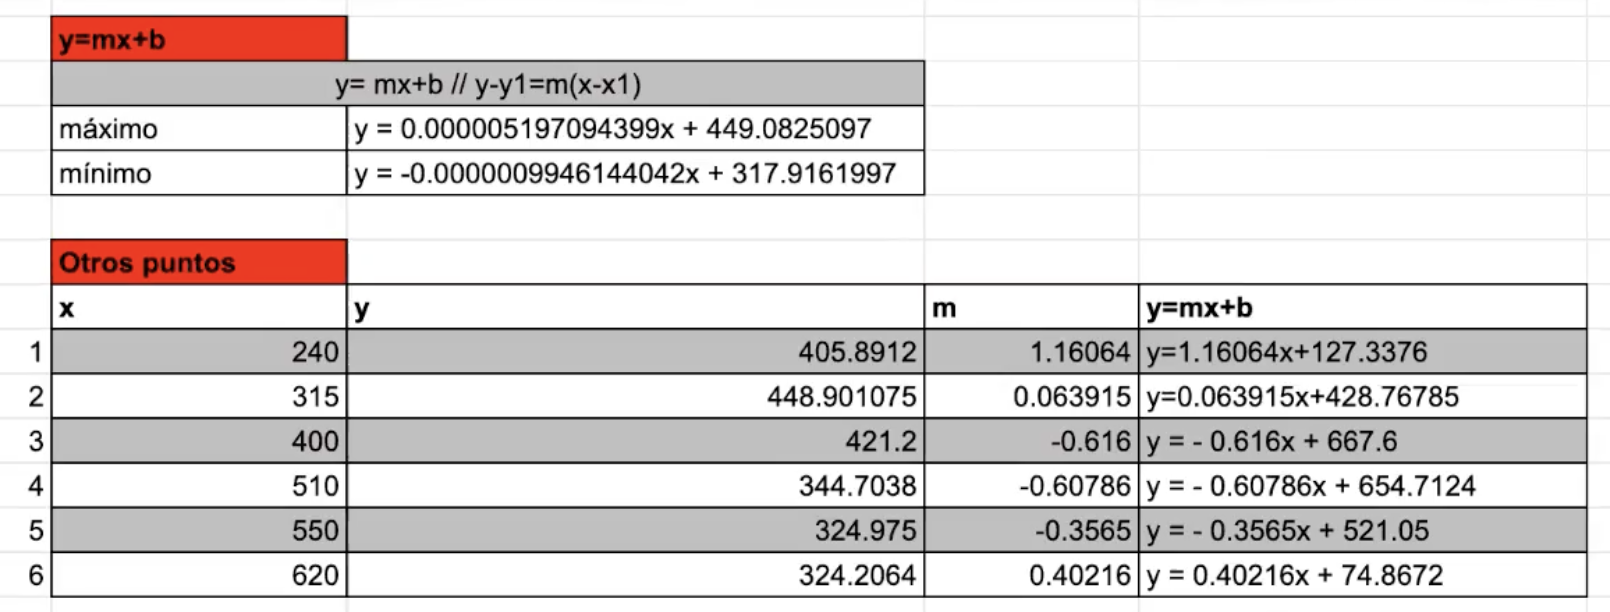 y=mx+b
y= mx+b // y-y1=m(x-x1)
máximo y = 0.000005197094399x + 449.0825097
mínimo y = -0.0000009946144042x + 317.9161997
Otros puntos
x y m y=mx+b
1 240 405.8912 1.16064 y=1.16064x+127.3376
2 315 448.901075 0.063915 y=0.063915x+428.76785
3 400 421.2 -0.616 y = - 0.616x + 667.6
4 510 344.7038 -0.60786 y = - 0.60786x + 654.7124
5 550 324.975 -0.3565 y = - 0.3565x + 521.05
6 620 324.2064 0.40216 y = 0.40216x + 74.8672